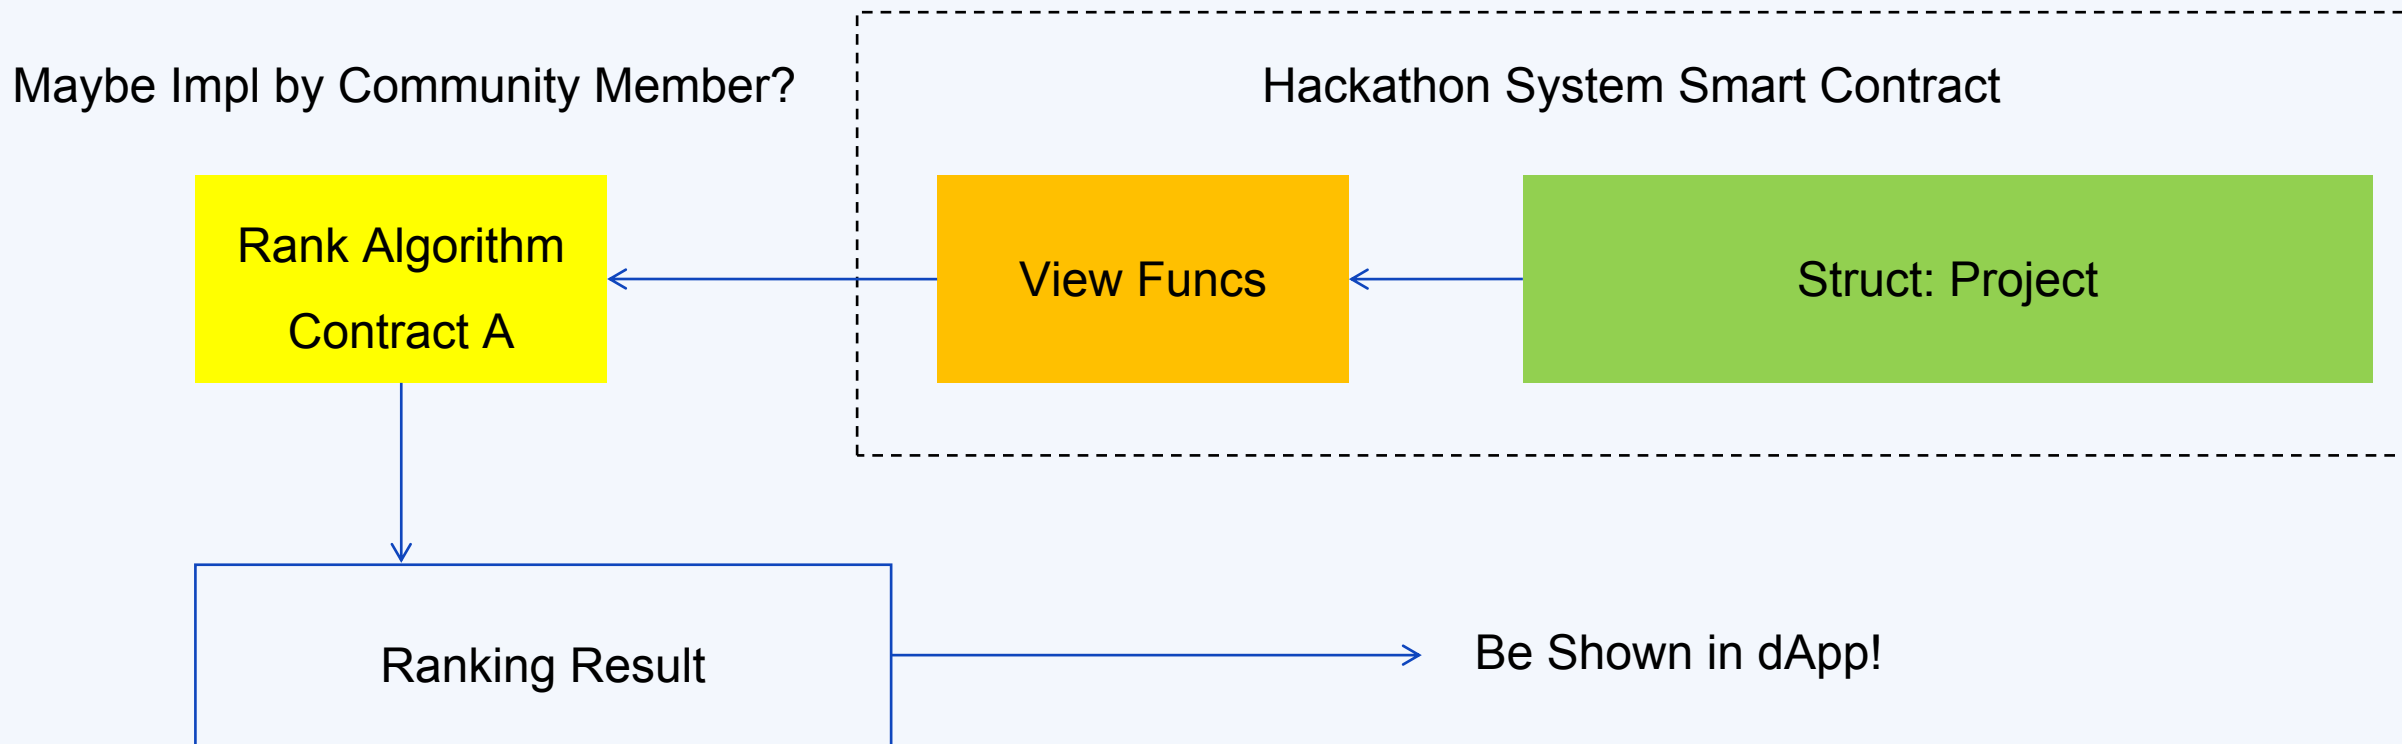 Maybe Impl by Community Member?
Hackathon System Smart Contract
Rank Algorithm
Contract A
View Funcs
Struct: Project
Ranking Result
Be Shown in dApp!